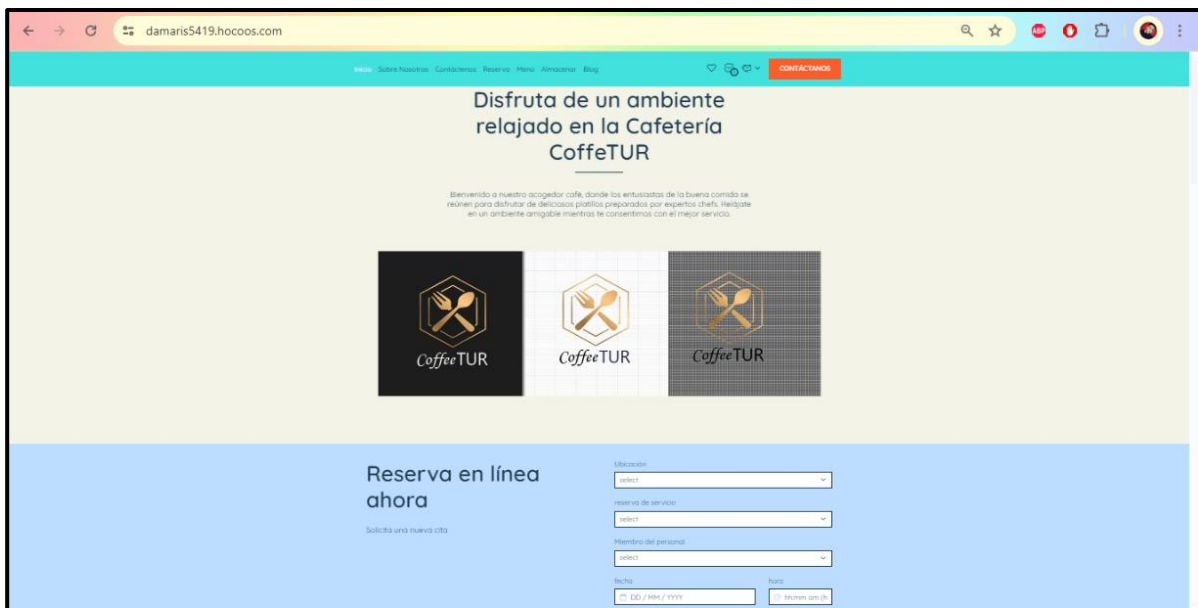 damaris5419.hocoos.com
ABP
Inicio Sobre Nosotros Contáctenos Reserva Menú Almacenar Blog
CONTÁCTANOS
Disfruta de un ambiente
relajado en la Cafetería
CoffeTUR
Bienvenido a nuestro acogedor café, donde los entusiastas de la buena comida se
reúnen para disfrutar de deliciosos platillos preparados por expertos chefs. Relájate
en un ambiente amigable mientras te consentimos con el mejor servicio.
CoffeeTUR CoffeeTUR CoffeeTUR
Reserva en línea
ahora
Solicita una nueva cita
Ubicación
select
reserva de servicio
select
Miembro del personal
select
fecha hora
DD / MM / YYYY hh:mm am (h